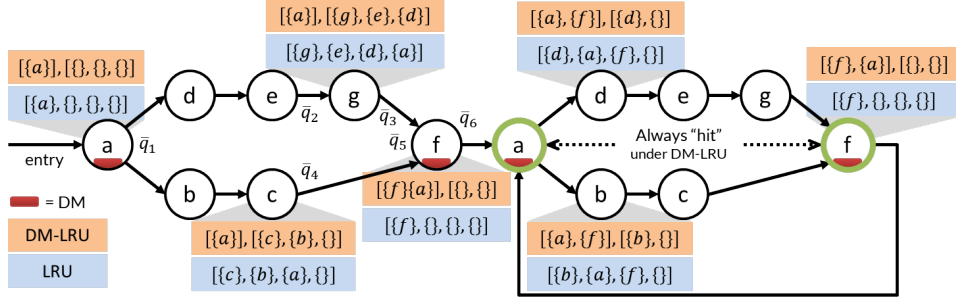 [{a}], [{g}, {e}, {d}]
[{g}, {e}, {d}, {a}]
[{a}, {f}], [{d}, {}]
[{d}, {a}, {f}, {}]
[{a}], [{}, {}, {}]
[{a}, {}, {}, {}]
[{f}, {a}], [{}, {}]
[{f}, {}, {}, {}]
d
e
g
d
e
g
q̄₂
q̄₃
q̄₁
q̄₅
q̄₆
a
f
a
Always "hit"
under DM-LRU
f
entry
q̄₄
b
c
b
c
= DM
[{f}{a}], [{}, {}]
[{f}, {}, {}, {}]
DM-LRU
LRU
[{a}], [{c}, {b}, {}]
[{c}, {b}, {a}, {}]
[{a}, {f}], [{b}, {}]
[{b}, {a}, {f}, {}]